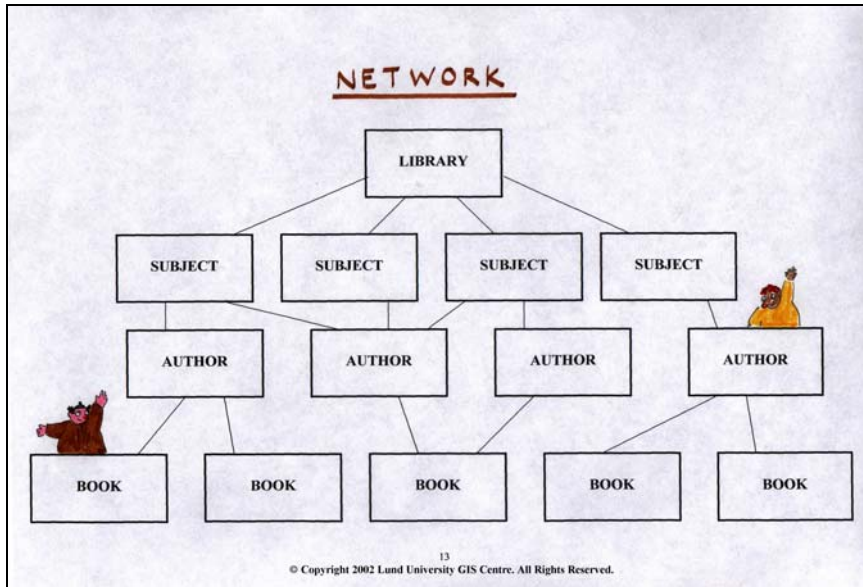 NETWORK
LIBRARY
SUBJECT SUBJECT SUBJECT SUBJECT
AUTHOR AUTHOR AUTHOR AUTHOR
BOOK BOOK BOOK BOOK BOOK
13
© Copyright 2002 Lund University GIS Centre. All Rights Reserved.